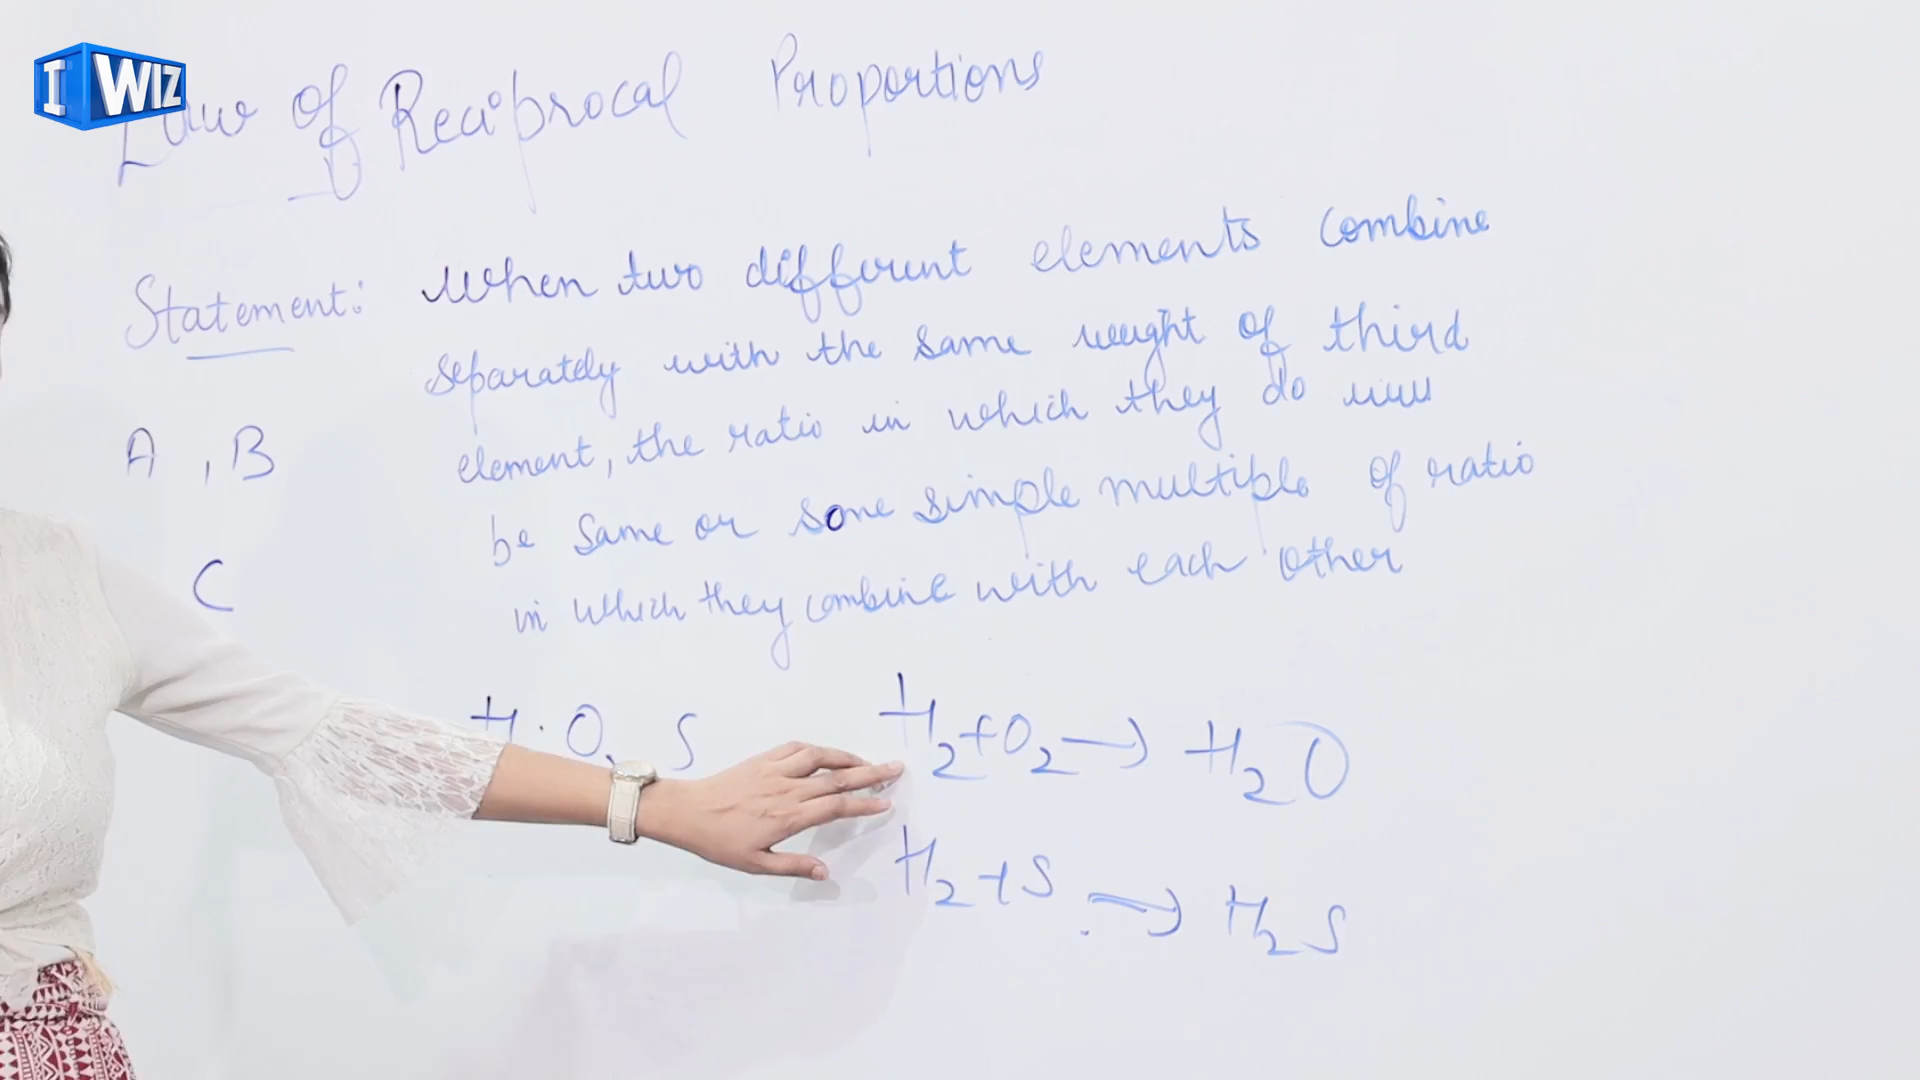 I WIZ
Law of Reciprocal Proportions
Statement: When two different elements combine
separately with the same weight of third
element, the ratio in which they do will
be same or some simple multiple of ratio
in which they combine with each other
A , B
C
H, O, S
H₂+O₂→ H₂O
H₂+S → H₂S